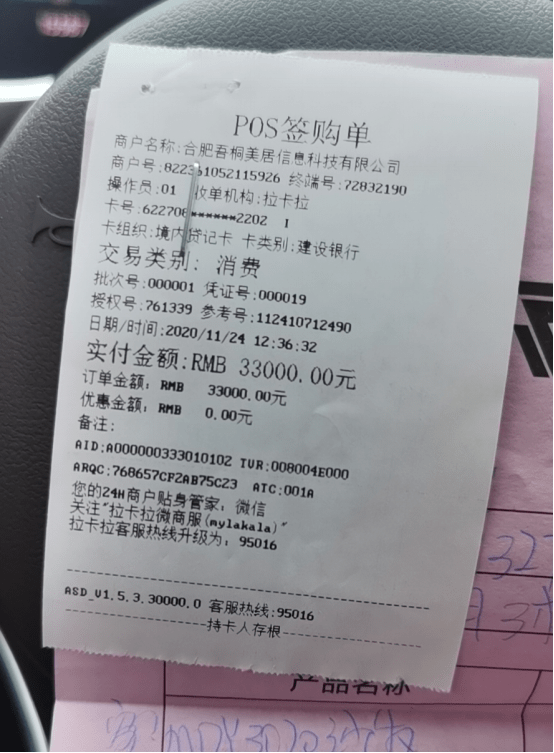 POS签购单
商户名称:合肥吾桐美居信息科技有限公司
商户号:822361052115926 终端号:72832190
操作员:01 收单机构:拉卡拉
卡号:622708******2202 I
卡组织:境内贷记卡 卡类别:建设银行
交易类别: 消费
批次号:000001 凭证号:000019
授权号:761339 参考号:112410712490
日期/时间:2020/11/24 12:36:32
实付金额:RMB 33000.00元
订单金额: RMB 33000.00元
优惠金额: RMB 0.00元
备注:
AID:A000000333010102 TVR:008004E000
ARQC:768657CF2AB75C23 ATC:001A
您的24H商户贴身管家, 微信
关注"拉卡拉微商服(mylakala)"
拉卡拉客服热线升级为: 95016
ASD_V1.5.3.30000.0 客服热线:95016
持卡人存根
产品名称